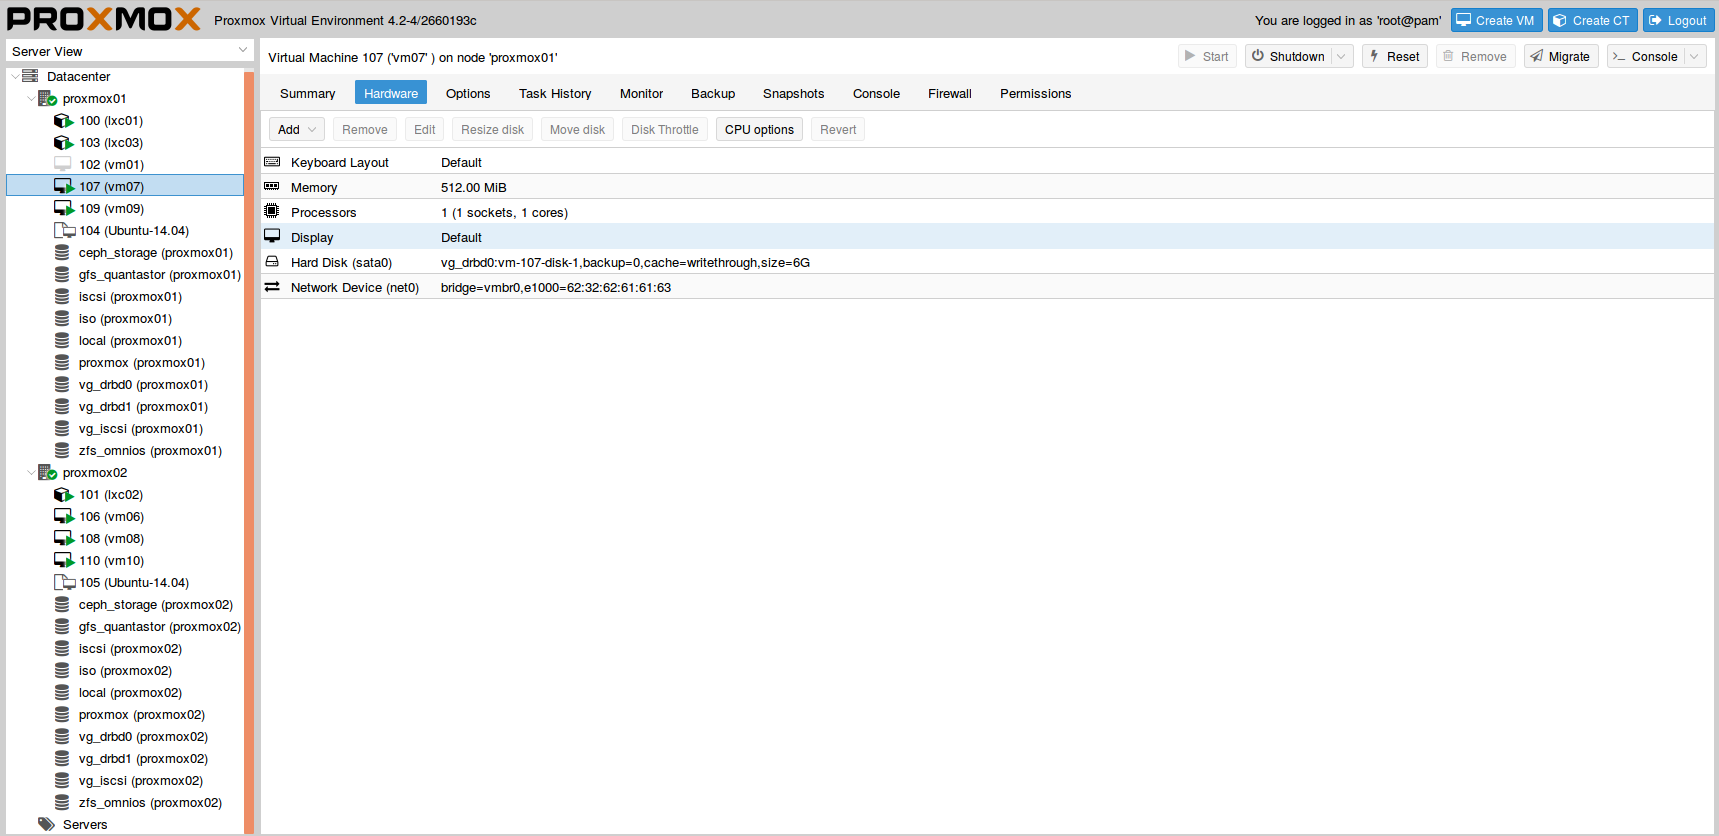 PROXMOX Proxmox Virtual Environment 4.2-4/2660193c You are logged in as 'root@pam' Create VM Create CT Logout
Server View
Virtual Machine 107 ('vm07' ) on node 'proxmox01' Start Shutdown Reset Remove Migrate Console
Summary Hardware Options Task History Monitor Backup Snapshots Console Firewall Permissions
Add Remove Edit Resize disk Move disk Disk Throttle CPU options Revert
Keyboard Layout Default
Memory 512.00 MiB
Processors 1 (1 sockets, 1 cores)
Display Default
Hard Disk (sata0) vg_drbd0:vm-107-disk-1,backup=0,cache=writethrough,size=6G
Network Device (net0) bridge=vmbr0,e1000=62:32:62:61:61:63
Datacenter
proxmox01
100 (lxc01)
103 (lxc03)
102 (vm01)
107 (vm07)
109 (vm09)
104 (Ubuntu-14.04)
ceph_storage (proxmox01)
gfs_quantastor (proxmox01)
iscsi (proxmox01)
iso (proxmox01)
local (proxmox01)
proxmox (proxmox01)
vg_drbd0 (proxmox01)
vg_drbd1 (proxmox01)
vg_iscsi (proxmox01)
zfs_omnios (proxmox01)
proxmox02
101 (lxc02)
106 (vm06)
108 (vm08)
110 (vm10)
105 (Ubuntu-14.04)
ceph_storage (proxmox02)
gfs_quantastor (proxmox02)
iscsi (proxmox02)
iso (proxmox02)
local (proxmox02)
proxmox (proxmox02)
vg_drbd0 (proxmox02)
vg_drbd1 (proxmox02)
vg_iscsi (proxmox02)
zfs_omnios (proxmox02)
Servers